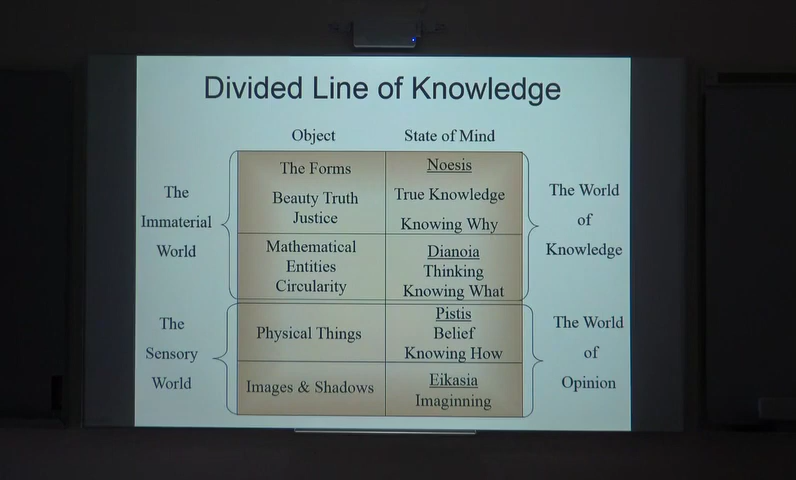 Divided Line of Knowledge
Object State of Mind
The Immaterial World
The Forms
Beauty Truth
Justice
Noesis
True Knowledge
Knowing Why
The World
of
Knowledge
Mathematical
Entities
Circularity
Dianoia
Thinking
Knowing What
The
Sensory
World
Physical Things
Pistis
Belief
Knowing How
The World
of
Opinion
Images & Shadows
Eikasia
Imaginning